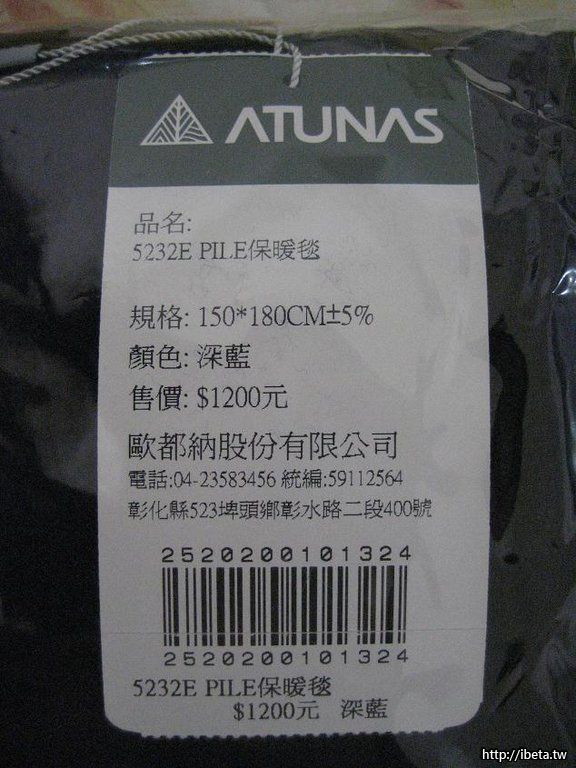 ATUNAS
品名:
5232E PILE保暖毯
規格: 150*180CM±5%
顏色: 深藍
售價: $1200元
歐都納股份有限公司
電話:04-23583456 統編:59112564
彰化縣523埤頭鄉彰水路二段400號
2520200101324
2520200101324
5232E PILE保暖毯
$1200元 深藍
http://ibeta.tw